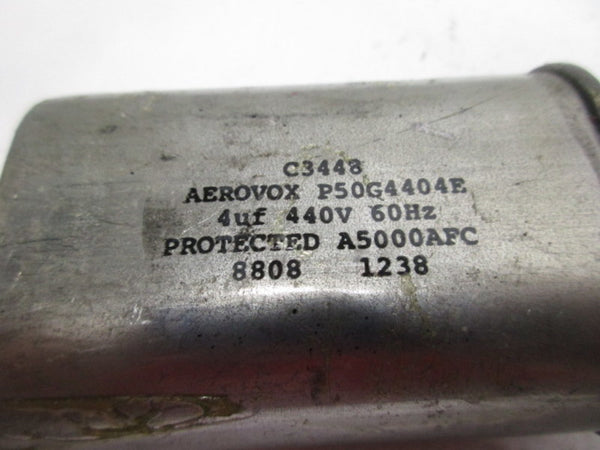 C3448
AEROVOX P50G4404E
4uf 440V 60Hz
PROTECTED A5000AFC
8808 1238